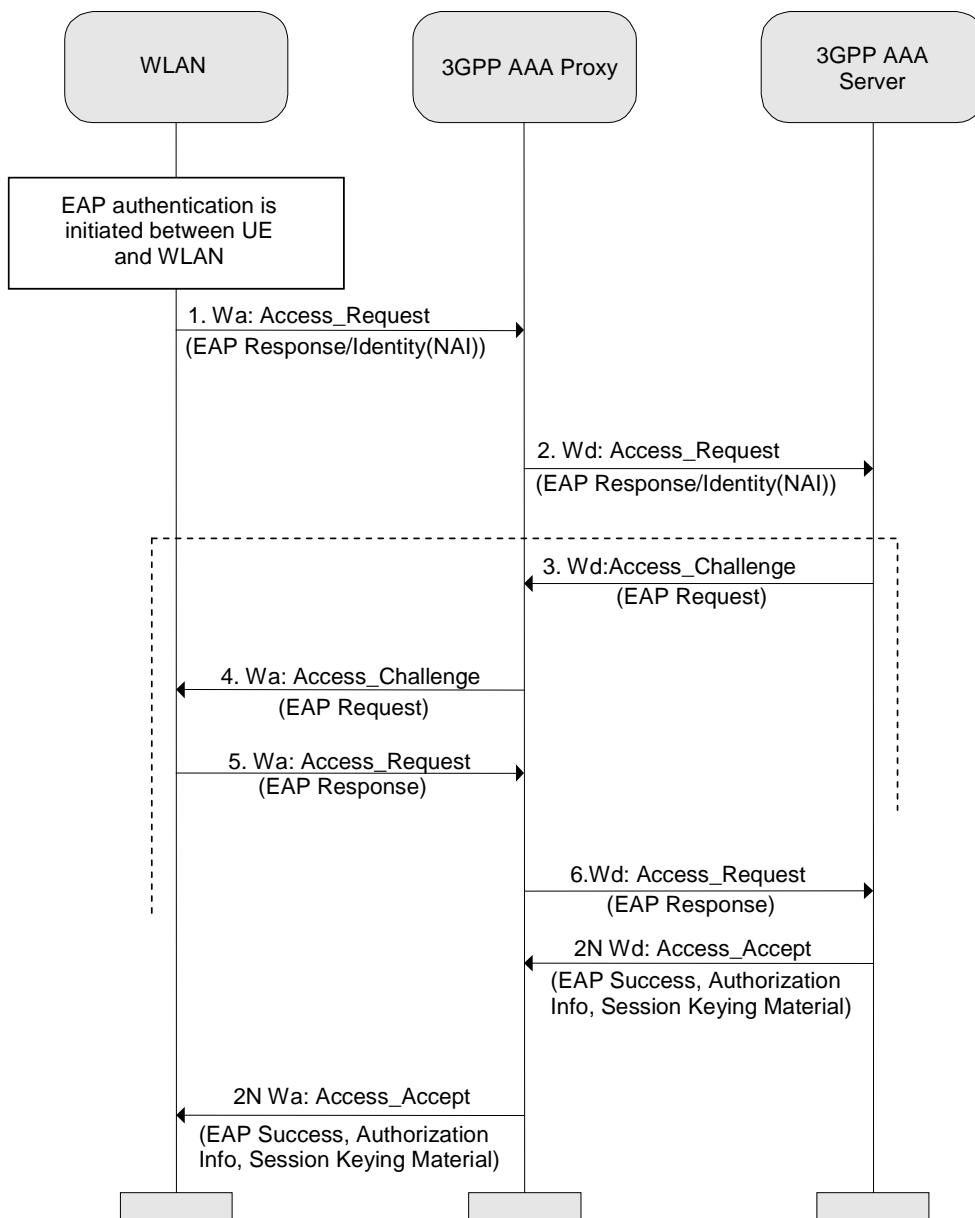 WLAN
3GPP AAA Proxy
3GPP AAA
Server
EAP authentication is
initiated between UE
and WLAN
1. Wa: Access_Request
(EAP Response/Identity(NAI))
2. Wd: Access_Request
(EAP Response/Identity(NAI))
3. Wd:Access_Challenge
(EAP Request)
4. Wa: Access_Challenge
(EAP Request)
5. Wa: Access_Request
(EAP Response)
6.Wd: Access_Request
(EAP Response)
2N Wd: Access_Accept
(EAP Success, Authorization
Info, Session Keying Material)
2N Wa: Access_Accept
(EAP Success, Authorization
Info, Session Keying Material)